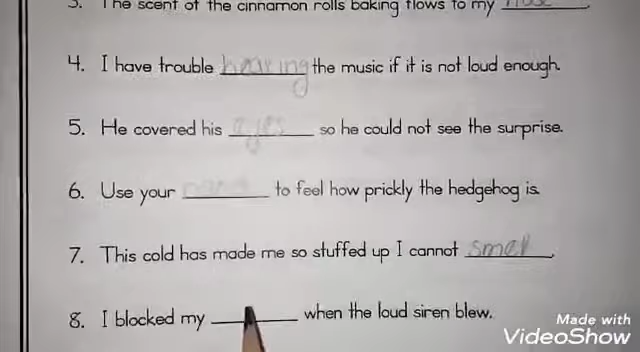 3. The scent of the cinnamon rolls baking flows to my nose.
4. I have trouble hearing the music if it is not loud enough.
5. He covered his eyes so he could not see the surprise.
6. Use your to feel how prickly the hedgehog is.
7. This cold has made me so stuffed up I cannot smell.
8. I blocked my when the loud siren blew.
Made with
VideoShow